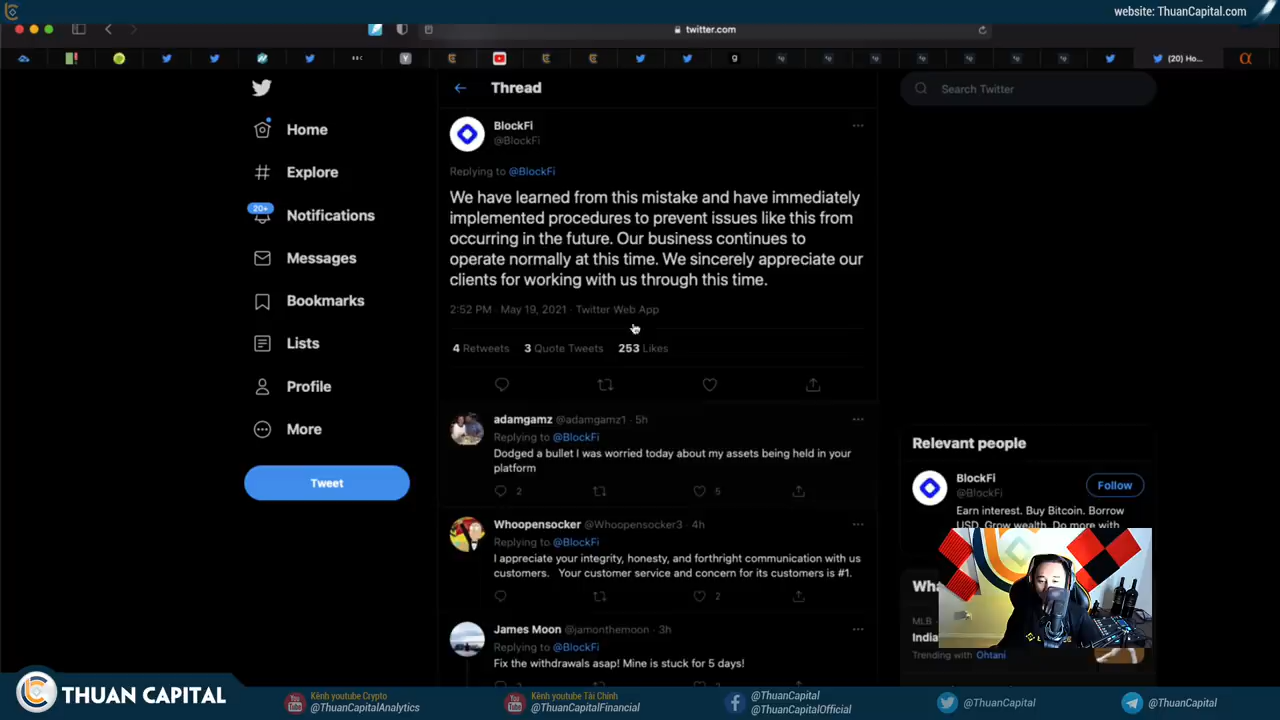 website: ThuanCapital.com
twitter.com
(20) Ho...
Thread
Search Twitter
Home
Explore
20+
Notifications
Messages
Bookmarks
Lists
Profile
More
Tweet
BlockFi
@BlockFi
Replying to @BlockFi
We have learned from this mistake and have immediately
implemented procedures to prevent issues like this from
occurring in the future. Our business continues to
operate normally at this time. We sincerely appreciate our
clients for working with us through this time.
2:52 PM · May 19, 2021 · Twitter Web App
4 Retweets 3 Quote Tweets 253 Likes
adamgamz @adamgamz1 · 5h
Replying to @BlockFi
Dodged a bullet I was worried today about my assets being held in your
platform
2 5
Whoopensocker @Whoopensocker3 · 4h
Replying to @BlockFi
I appreciate your integrity, honesty, and forthright communication with us
customers. Your customer service and concern for its customers is #1.
2
James Moon @jamonthemoon · 3h
Replying to @BlockFi
Fix the withdrawals asap! Mine is stuck for 5 days!
Relevant people
BlockFi
@BlockFi
Follow
Earn interest. Buy Bitcoin. Borrow
USD. Grow wealth. Do more with
MLB
Trending with Ohtani
THUAN CAPITAL
Kênh youtube Crypto
@ThuanCapitalAnalytics
Kênh youtube Tài Chính
@ThuanCapitalFinancial
@ThuanCapital
@ThuanCapitalOfficial
@ThuanCapital
@ThuanCapital